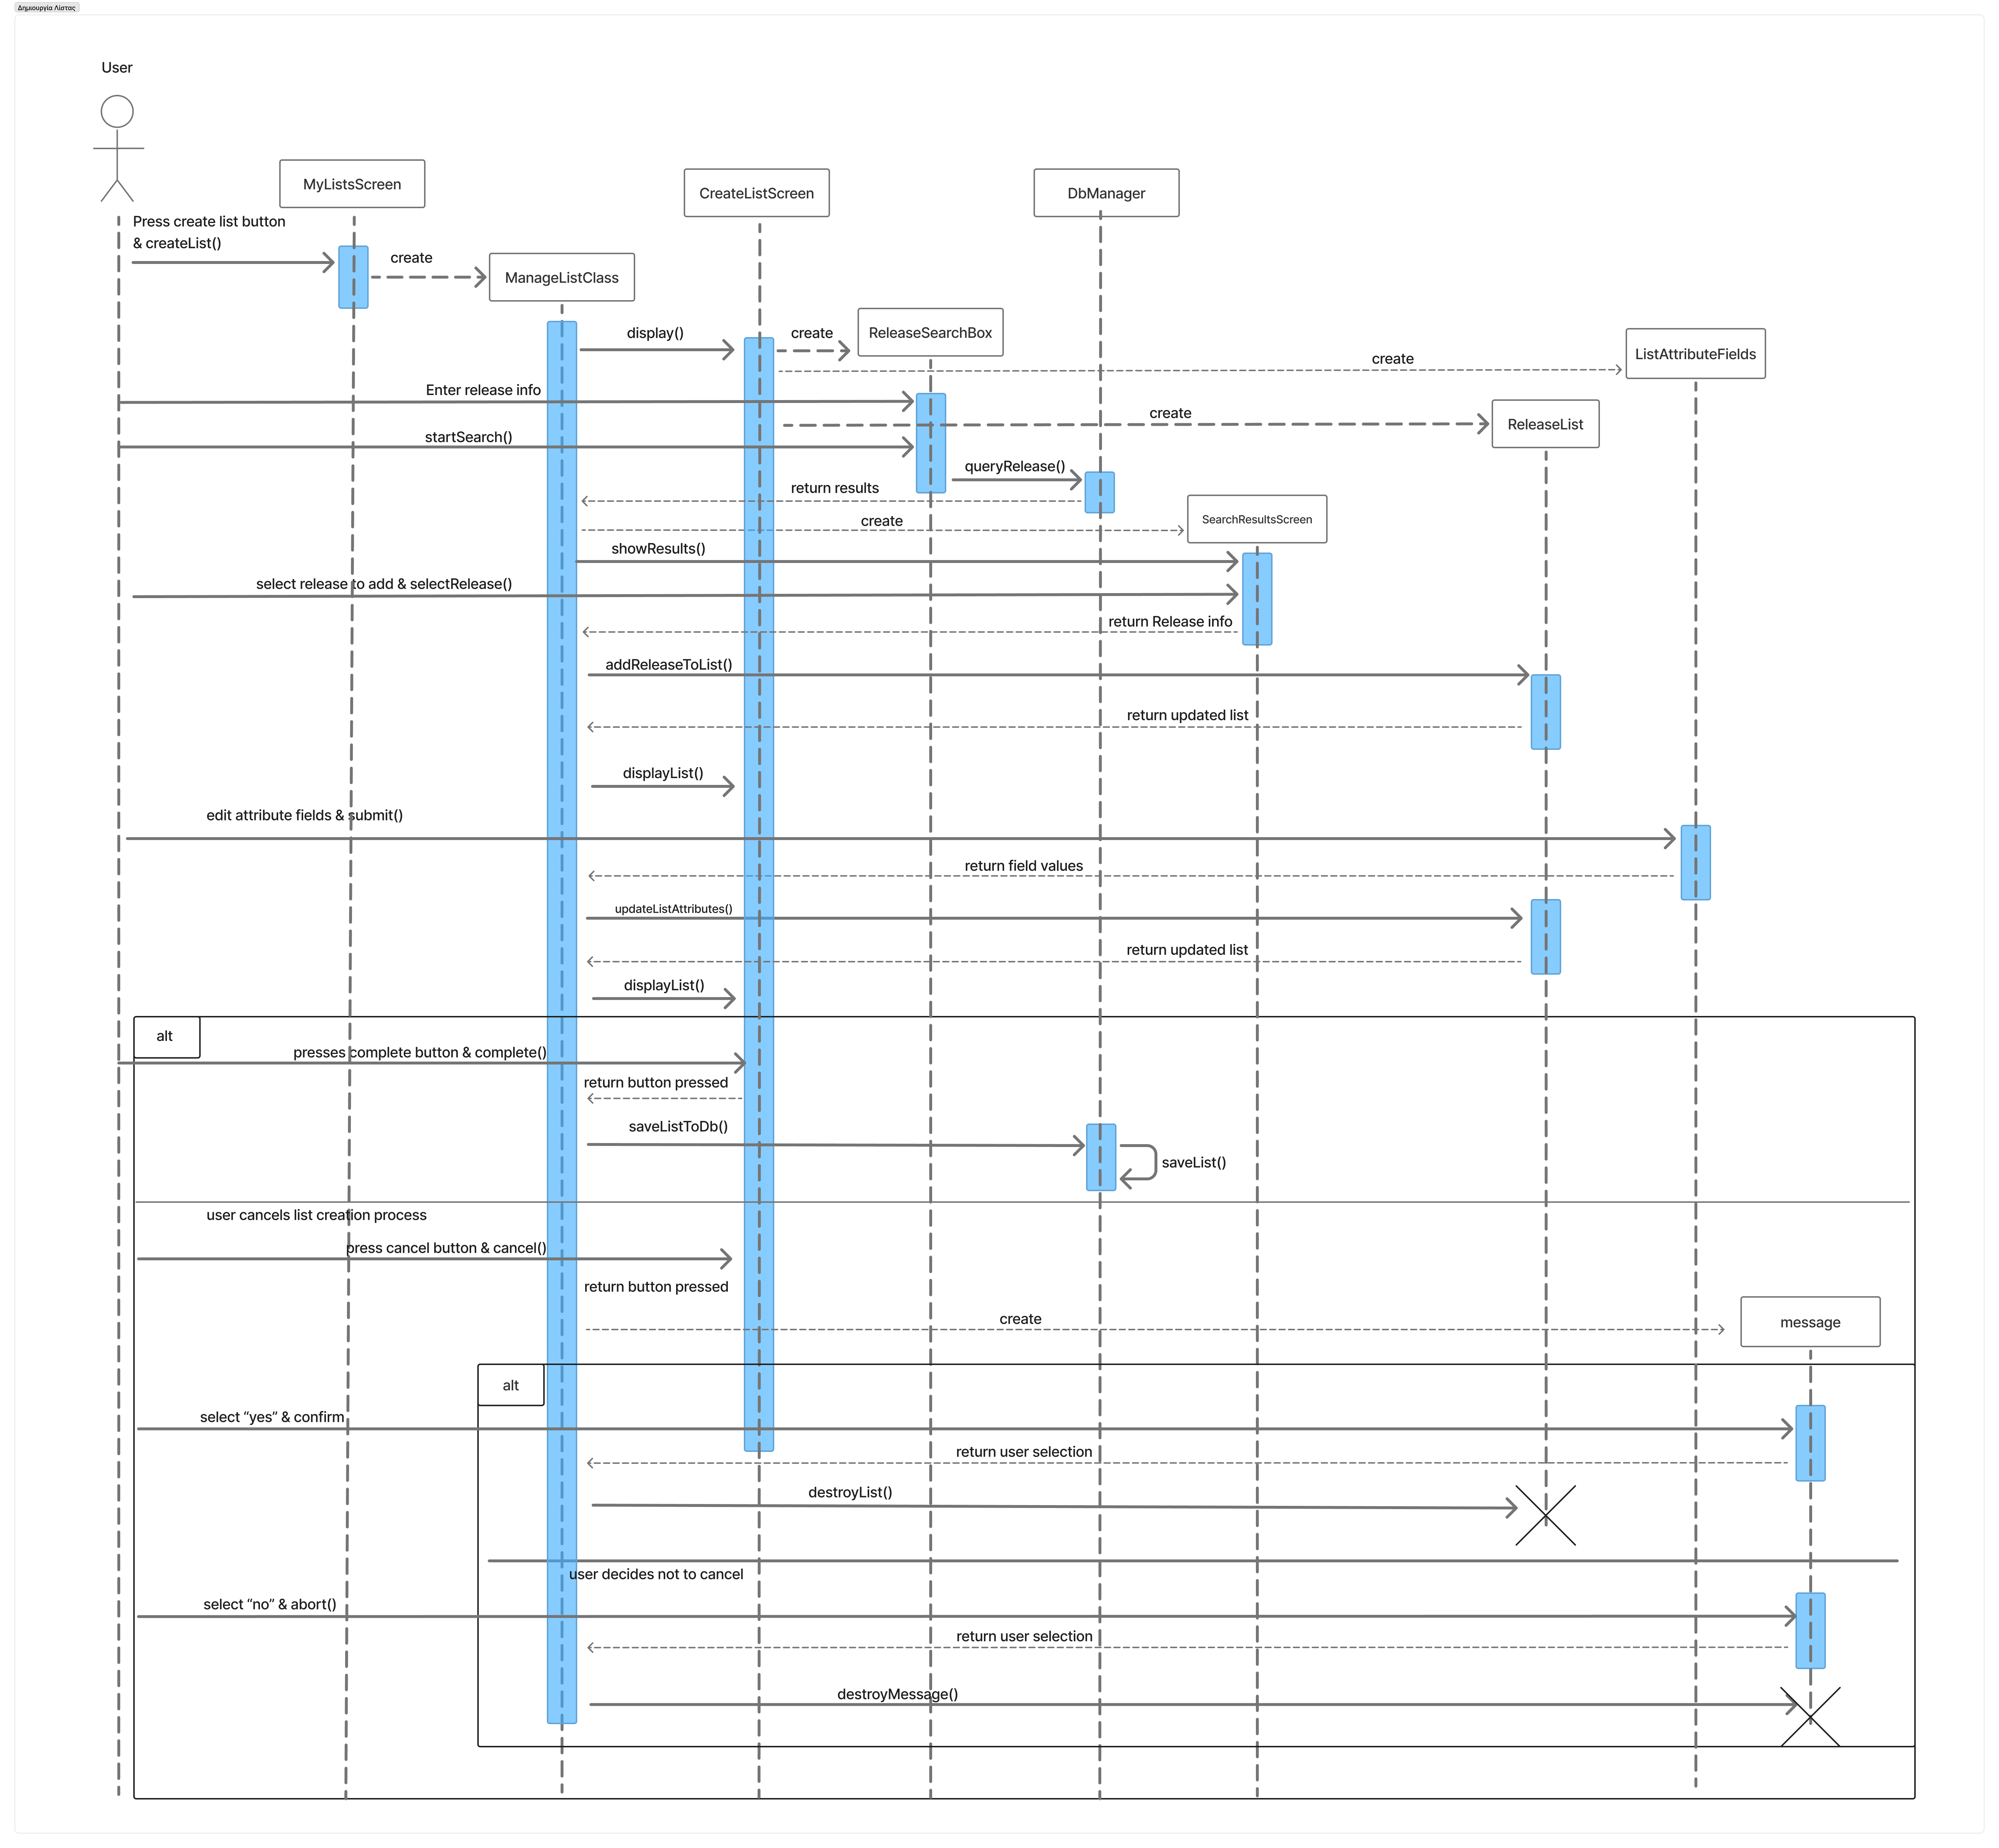 Δημιουργία Λίστας
User
MyListsScreen
CreateListScreen
DbManager
Press create list button
& createList()
create
ManageListClass
display()
create
ReleaseSearchBox
ListAttributeFields
create
Enter release info
create
ReleaseList
startSearch()
queryRelease()
return results
create
SearchResultsScreen
showResults()
select release to add & selectRelease()
return Release info
addReleaseToList()
return updated list
displayList()
edit attribute fields & submit()
return field values
updateListAttributes()
return updated list
displayList()
alt
presses complete button & complete()
return button pressed
saveListToDb()
saveList()
user cancels list creation process
press cancel button & cancel()
return button pressed
create
message
alt
select “yes” & confirm
return user selection
destroyList()
user decides not to cancel
select “no” & abort()
return user selection
destroyMessage()